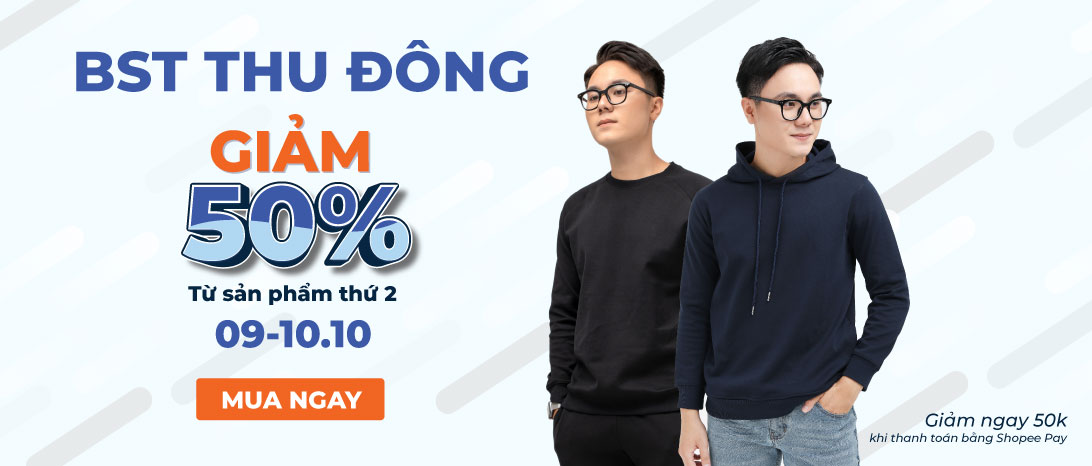 BST THU ĐÔNG
GIẢM
50%
Từ sản phẩm thứ 2
09-10.10
MUA NGAY
Giảm ngay 50k
khi thanh toán bằng Shopee Pay